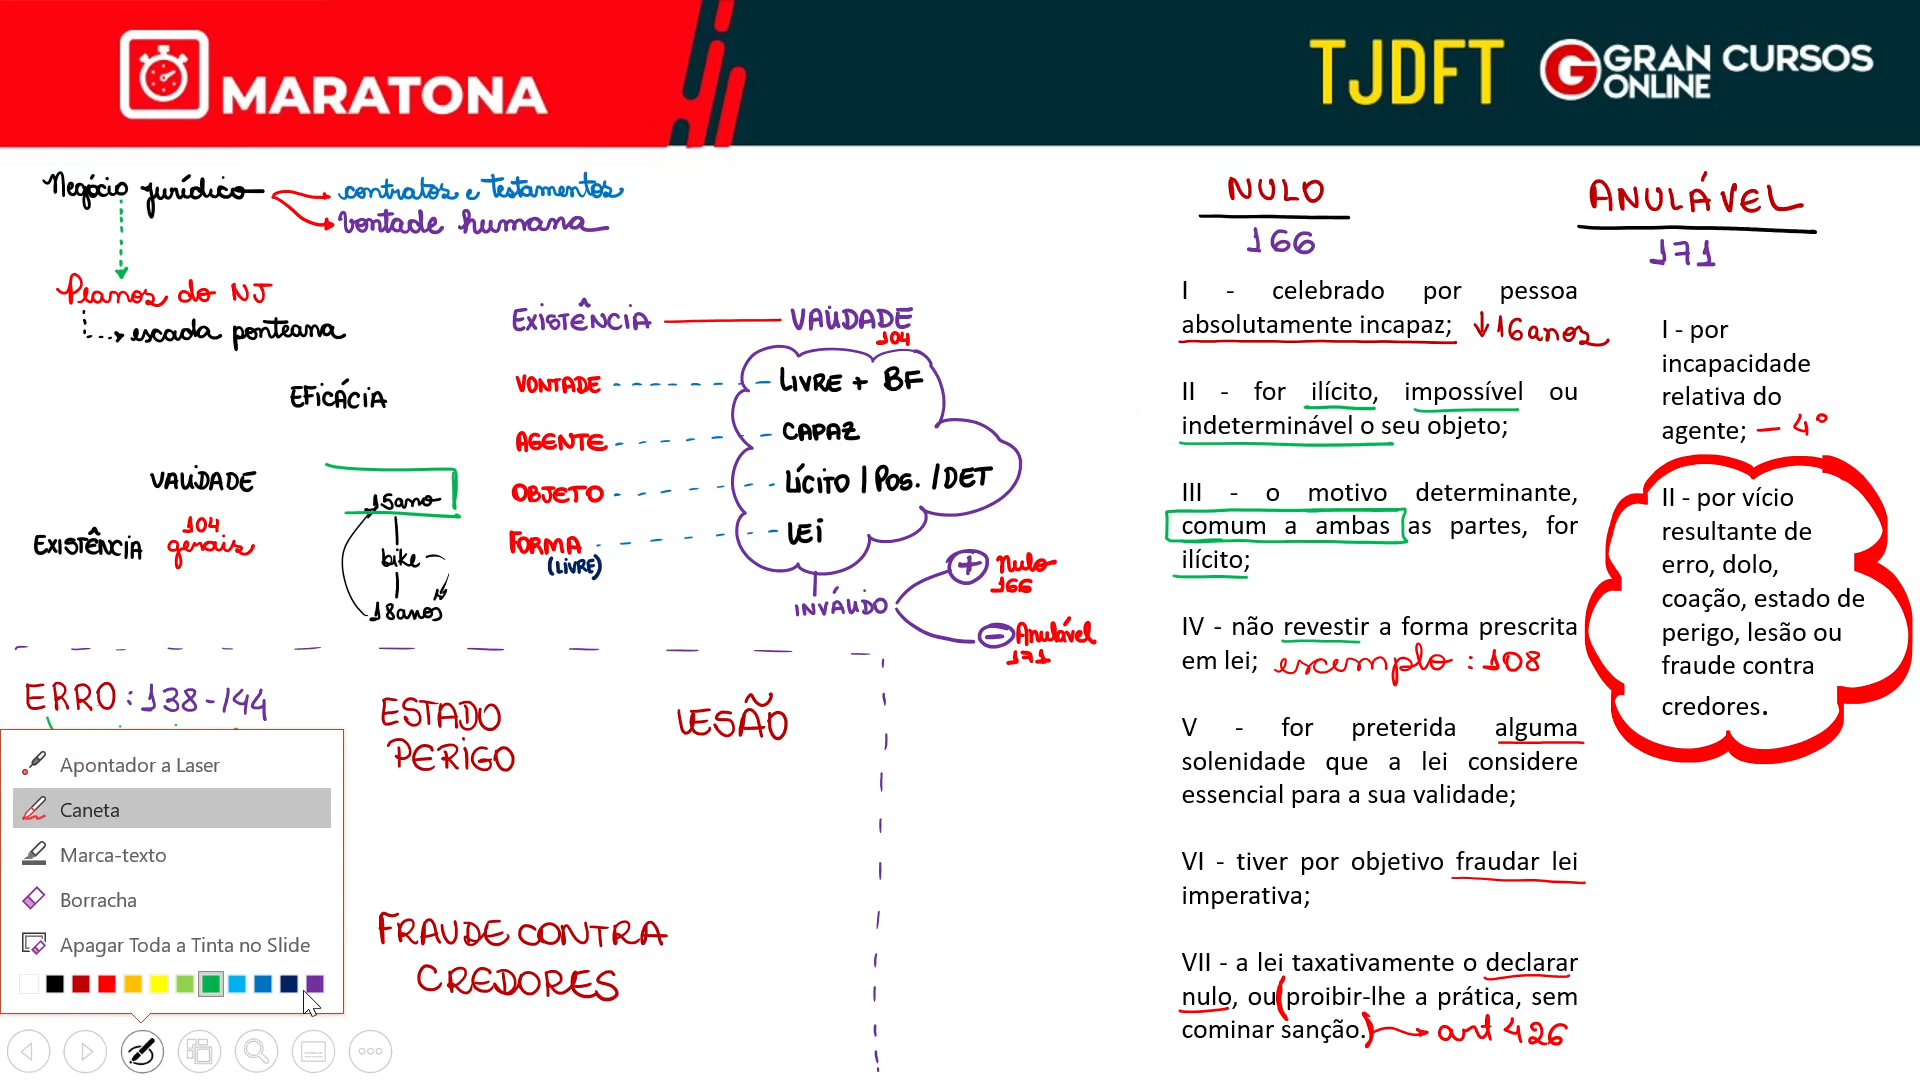 MARATONA
TJDFT
GRAN CURSOS
ONLINE
Negócio jurídico
contratos e testamentos
vontade humana
Planos do NJ
escada ponteana
EFICÁCIA
VALIDADE
EXISTÊNCIA
104
gerais
15ano
bike
18anos
EXISTÊNCIA
VALIDADE
104
VONTADE
LIVRE + BF
AGENTE
CAPAZ
OBJETO
LÍCITO / POS. / DET
FORMA
(LIVRE)
LEI
INVÁLIDO
+ Nulo
166
- Anulável
171
ERRO: 138-144
ESTADO
PERIGO
LESÃO
FRAUDE CONTRA
CREDORES
Apontador a Laser
Caneta
Marca-texto
Borracha
Apagar Toda a Tinta no Slide
NULO
166
I - celebrado por pessoa
absolutamente incapaz; ↓16anos
II - for ilícito, impossível ou
indeterminável o seu objeto;
III - o motivo determinante,
comum a ambas as partes, for
ilícito;
IV - não revestir a forma prescrita
em lei; exemplo : 108
V - for preterida alguma
solenidade que a lei considere
essencial para a sua validade;
VI - tiver por objetivo fraudar lei
imperativa;
VII - a lei taxativamente o declarar
nulo, ou (proibir-lhe a prática, sem
cominar sanção.) → art 426
ANULÁVEL
171
I - por
incapacidade
relativa do
agente; — 4º
II - por vício
resultante de
erro, dolo,
coação, estado de
perigo, lesão ou
fraude contra
credores.